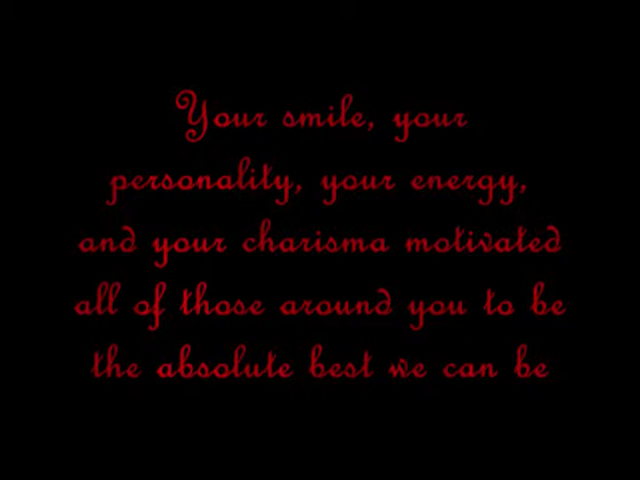 Your smile, your
personality, your energy,
and your charisma motivated
all of those around you to be
the absolute best we can be